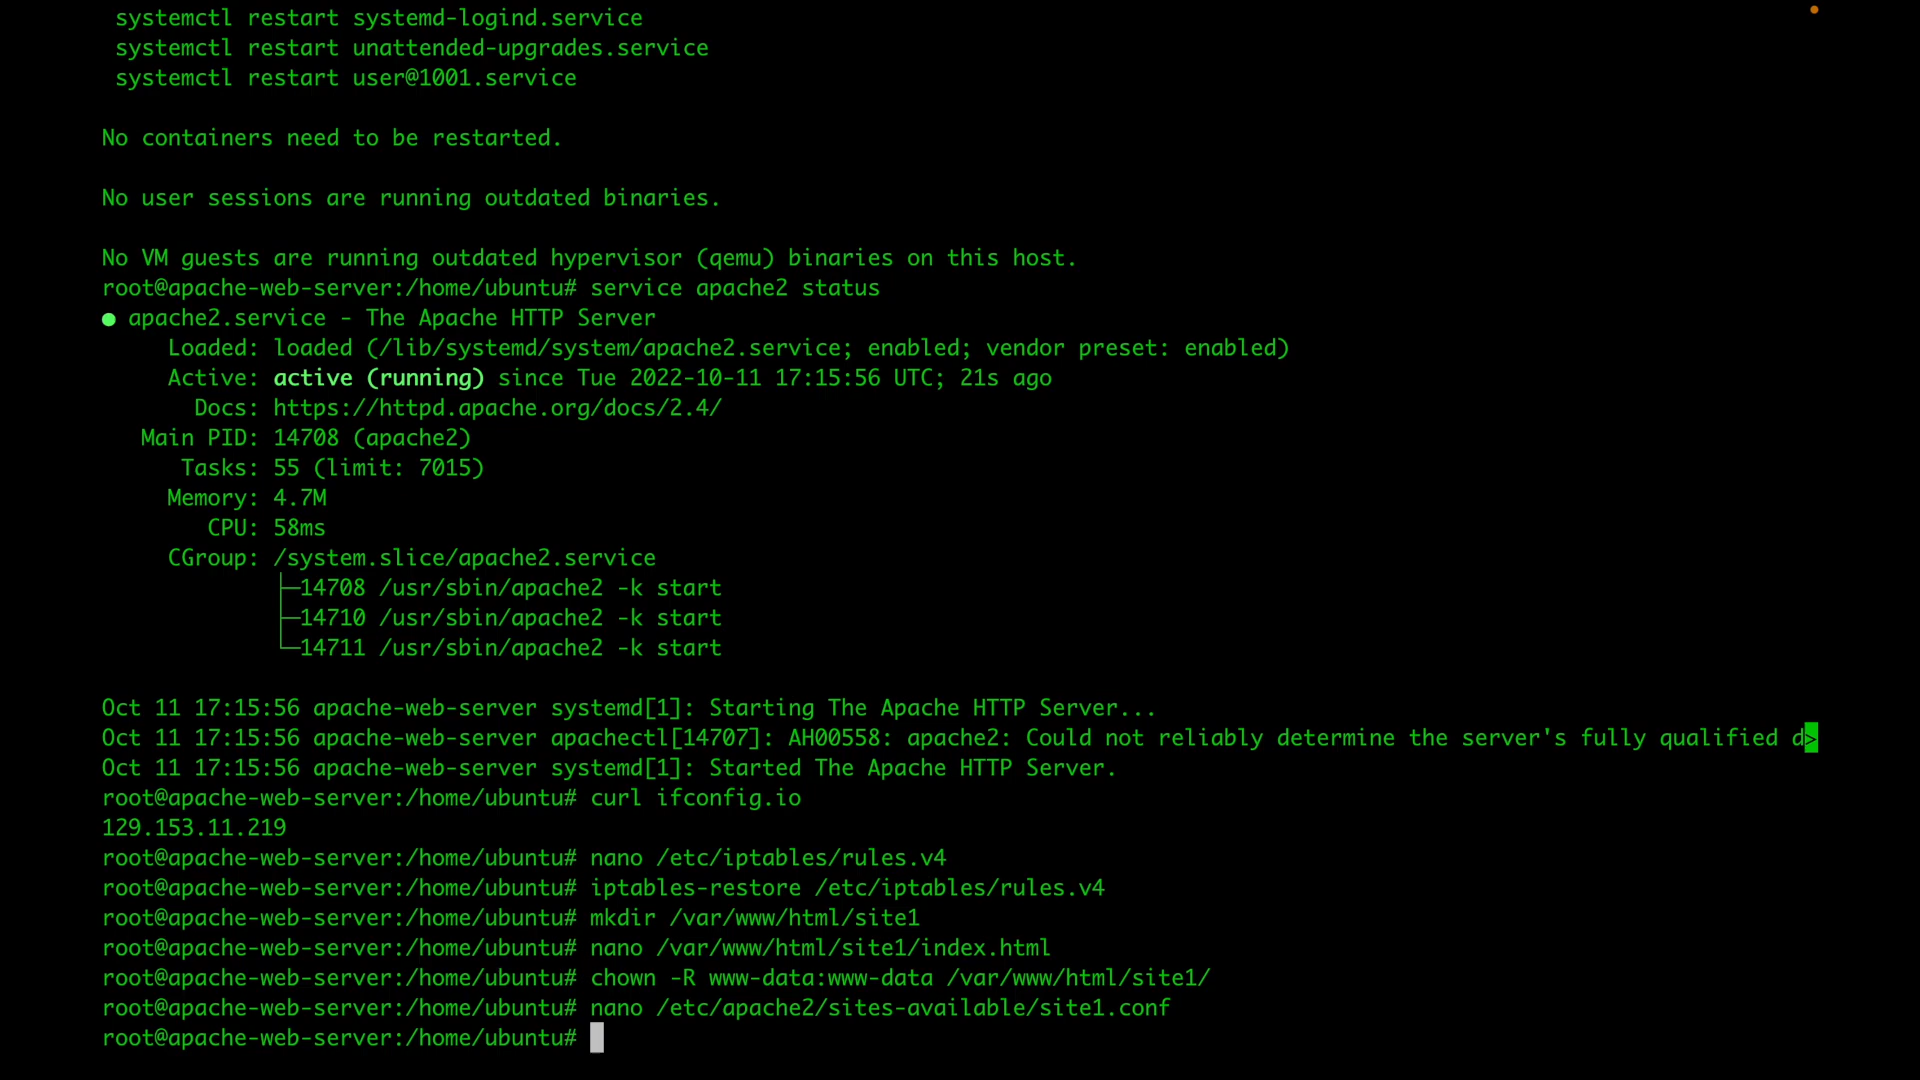 systemctl restart systemd-logind.service
systemctl restart unattended-upgrades.service
systemctl restart user@1001.service
No containers need to be restarted.
No user sessions are running outdated binaries.
No VM guests are running outdated hypervisor (qemu) binaries on this host.
root@apache-web-server:/home/ubuntu# service apache2 status
● apache2.service - The Apache HTTP Server
Loaded: loaded (/lib/systemd/system/apache2.service; enabled; vendor preset: enabled)
Active: active (running) since Tue 2022-10-11 17:15:56 UTC; 21s ago
Docs: https://httpd.apache.org/docs/2.4/
Main PID: 14708 (apache2)
Tasks: 55 (limit: 7015)
Memory: 4.7M
CPU: 58ms
CGroup: /system.slice/apache2.service
├─14708 /usr/sbin/apache2 -k start
├─14710 /usr/sbin/apache2 -k start
└─14711 /usr/sbin/apache2 -k start
Oct 11 17:15:56 apache-web-server systemd[1]: Starting The Apache HTTP Server...
Oct 11 17:15:56 apache-web-server apachectl[14707]: AH00558: apache2: Could not reliably determine the server's fully qualified d>
Oct 11 17:15:56 apache-web-server systemd[1]: Started The Apache HTTP Server.
root@apache-web-server:/home/ubuntu# curl ifconfig.io
129.153.11.219
root@apache-web-server:/home/ubuntu# nano /etc/iptables/rules.v4
root@apache-web-server:/home/ubuntu# iptables-restore /etc/iptables/rules.v4
root@apache-web-server:/home/ubuntu# mkdir /var/www/html/site1
root@apache-web-server:/home/ubuntu# nano /var/www/html/site1/index.html
root@apache-web-server:/home/ubuntu# chown -R www-data:www-data /var/www/html/site1/
root@apache-web-server:/home/ubuntu# nano /etc/apache2/sites-available/site1.conf
root@apache-web-server:/home/ubuntu#